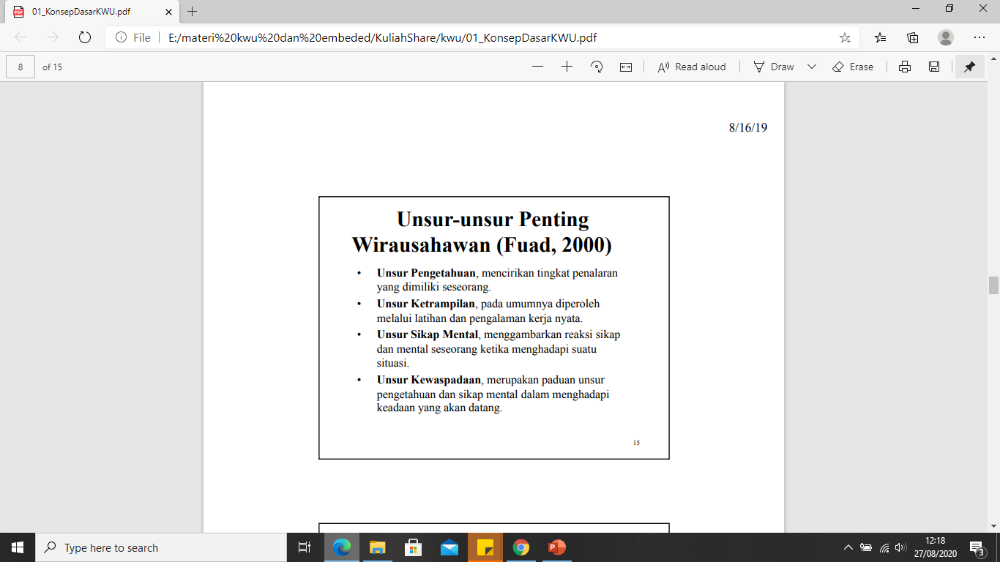 01_KonsepDasarKWU.pdf
File
E:/materi%20kwu%20dan%20embeded/KuliahShare/kwu/01_KonsepDasarKWU.pdf
8 of 15
Read aloud
Draw
Erase
8/16/19
Unsur-unsur Penting
Wirausahawan (Fuad, 2000)
• Unsur Pengetahuan, mencirikan tingkat penalaran
yang dimiliki seseorang.
• Unsur Ketrampilan, pada umumnya diperoleh
melalui latihan dan pengalaman kerja nyata.
• Unsur Sikap Mental, menggambarkan reaksi sikap
dan mental seseorang ketika menghadapi suatu
situasi.
• Unsur Kewaspadaan, merupakan paduan unsur
pengetahuan dan sikap mental dalam menghadapi
keadaan yang akan datang.
15
Type here to search
12:18
27/08/2020
3